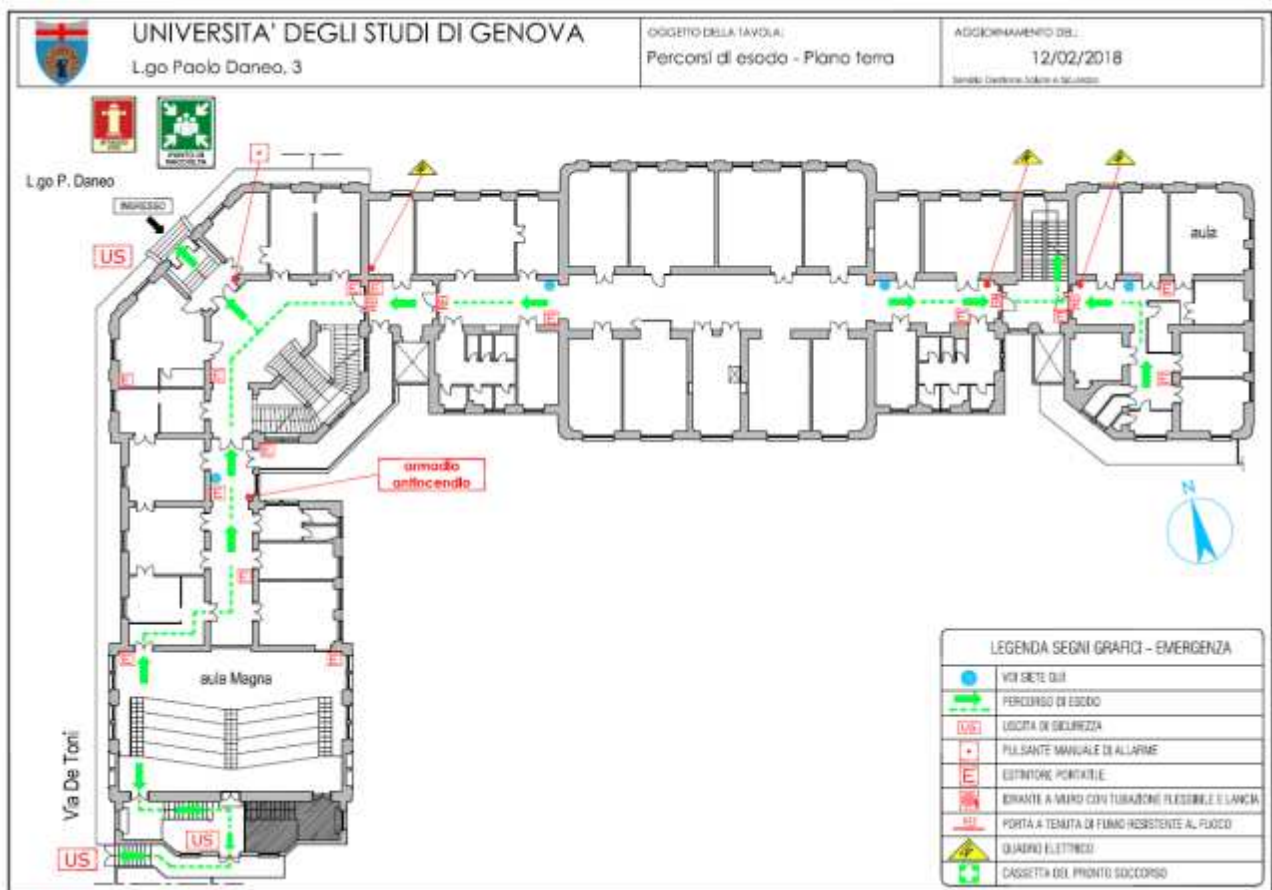 UNIVERSITA' DEGLI STUDI DI GENOVA
L.go Paolo Daneo, 3
OGGETTO DELLA TAVOLA:
Percorsi di esodo - Piano terra
AGGIORNAMENTO DEL:
12/02/2018
PUNTO DI
RACCOLTA
L.go P. Daneo
INGRESSO
US
aula
E
E
E
E
E
E
armadio
antincendio
E
E
aula Magna
E
E
Via De Toni
US
US
N
LEGENDA SEGNI GRAFICI - EMERGENZA
VOI SIETE QUI
PERCORSO DI ESODO
US
USCITA DI SICUREZZA
PULSANTE MANUALE DI ALLARME
E
ESTINTORE PORTATILE
IDRANTE A MURO CON TUBAZIONE FLESSIBILE E LANCIA
PORTA A TENUTA DI FUMO RESISTENTE AL FUOCO
QUADRO ELETTRICO
CASSETTA DEL PRONTO SOCCORSO